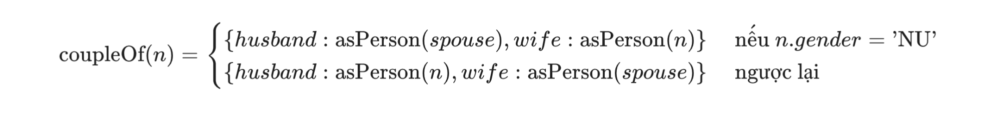 coupleOf(n) = { {husband : asPerson(spouse), wife : asPerson(n)} nếu n.gender = ’NU’
{husband : asPerson(n), wife : asPerson(spouse)} ngược lại